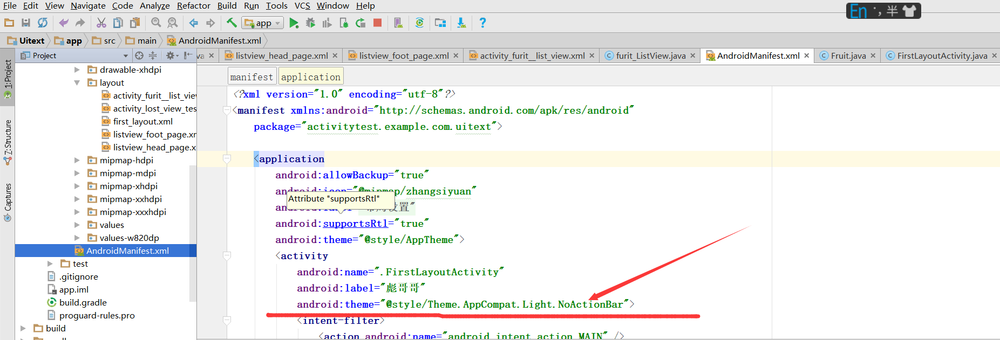 File Edit View Navigate Code Analyze Refactor Build Run Tools VCS Window Help
En 半
app
Uitext app src main AndroidManifest.xml
Project
va listview_head_page.xml listview_foot_page.xml activity_furit__list_view.xml furit_ListView.java AndroidManifest.xml Fruit.java FirstLayoutActivity.java
1: Project
Z: Structure
Captures
drawable-xhdpi
layout
activity_furit__list_vie
activity_lost_view_tes
first_layout.xml
listview_foot_page.xr
listview_head_page.x
mipmap-hdpi
mipmap-mdpi
mipmap-xhdpi
mipmap-xxhdpi
mipmap-xxxhdpi
values
values-w820dp
AndroidManifest.xml
test
.gitignore
app.iml
build.gradle
proguard-rules.pro
build
manifest application
<?xml version="1.0" encoding="utf-8"?>
<manifest xmlns:android="http://schemas.android.com/apk/res/android"
package="activitytest.example.com.uitext">
<application
android:allowBackup="true"
android:icon="@mipmap/zhangsiyuan"
Attribute "supportsRtl"
设置"
android:supportsRtl="true"
android:theme="@style/AppTheme">
<activity
android:name=".FirstLayoutActivity"
android:label="彪哥哥"
android:theme="@style/Theme.AppCompat.Light.NoActionBar">
<intent-filter>
<action android:name="android.intent.action.MAIN" />